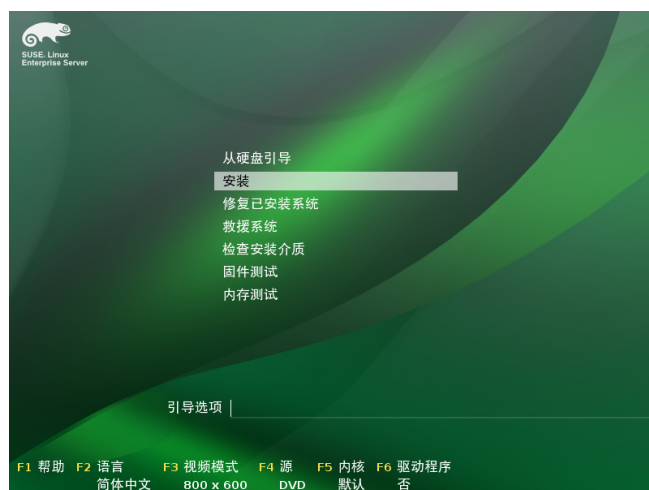 SUSE. Linux
Enterprise Server
从硬盘引导
安装
修复已安装系统
救援系统
检查安装介质
固件测试
内存测试
引导选项
F1 帮助 F2 语言 F3 视频模式 F4 源 F5 内核 F6 驱动程序
简体中文 800 x 600 DVD 默认 否